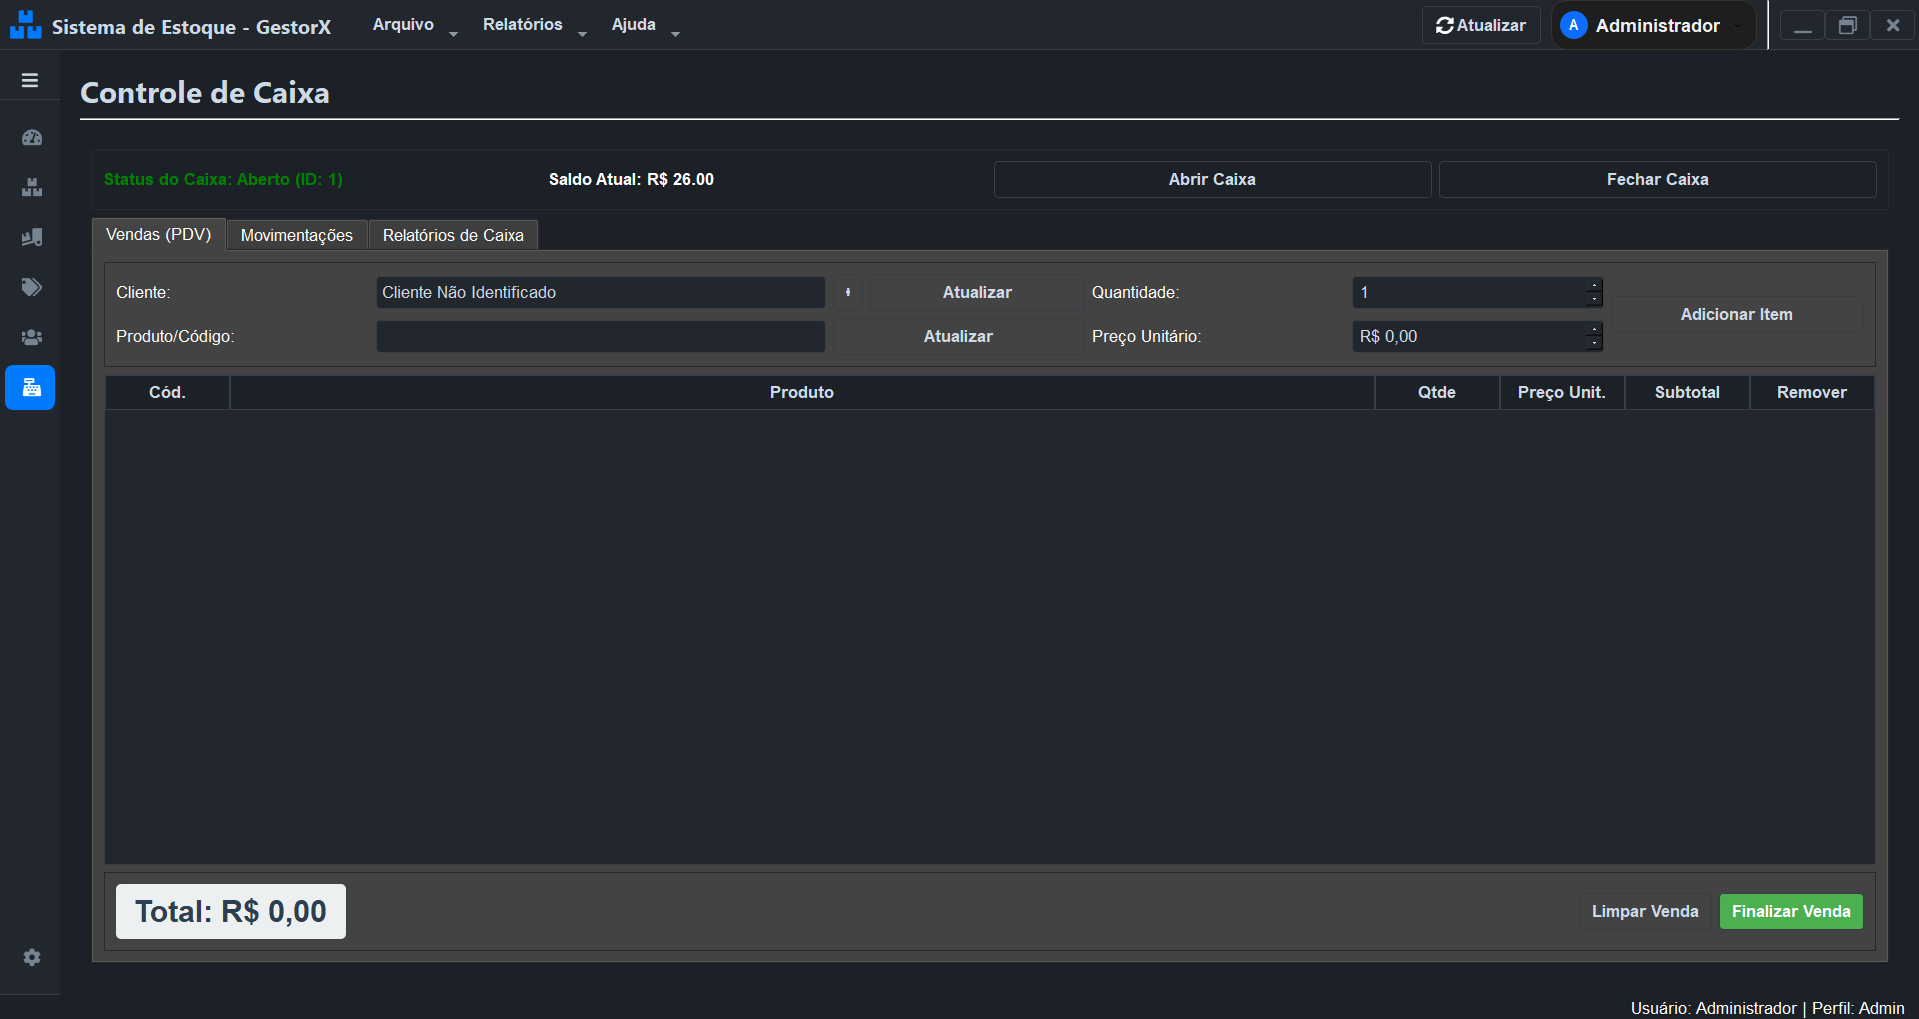 Sistema de Estoque - GestorX Arquivo Relatórios Ajuda Atualizar A Administrador
Controle de Caixa
Status do Caixa: Aberto (ID: 1) Saldo Atual: R$ 26.00 Abrir Caixa Fechar Caixa
Vendas (PDV) Movimentações Relatórios de Caixa
Cliente: Cliente Não Identificado Atualizar Quantidade: 1
Adicionar Item
Produto/Código: Atualizar Preço Unitário: R$ 0,00
Cód. Produto Qtde Preço Unit. Subtotal Remover
Total: R$ 0,00 Limpar Venda Finalizar Venda
Usuário: Administrador | Perfil: Admin